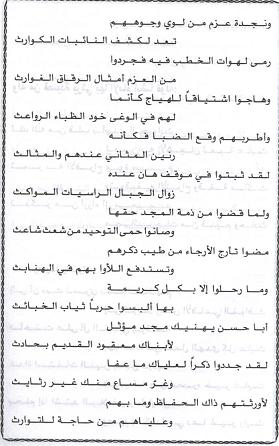 ونجدة عزم من لوي وجوههم
تعد لكشف النائبات الكوارث
رمى لهوات الخطب فيه فجردوا
من العزم أمثال الرقاق الفوارث
وهاجوا اشتياقاً للهياج كأنما
لهم في الوغى خود الظباء الرواعث
وأطربهم وقع الضبا فكأنه
رنين المثاني عندهم والمثالث
لقد ثبتوا في موقف هان عنده
زوال الجبال الراسيات المواكث
ولما قضوا من ذمة المجد حقها
وصانوا حمى التوحيد من شعث شاعث
مضوا تأرج الأرجاء من طيب ذكرهم
وتستدفع اللأوا بهم في الهنابث
وما رحلوا إلا بكل كريمة
بها ألبسوا حرباً ثياب الخبائث
أبا حسن يهنيك مجد مؤثل
لأبناك معقود القديم بحادث
لقد جددوا ذكراً لعلياك ما عفا
وغر مساع منك غير رثايث
لأورثتهم ذاك الحفاظ وما بهم
وعلياهم من حاجة للتوارث